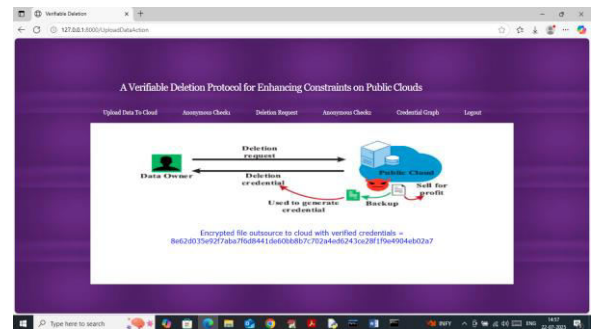 Verifiable Deletion
127.0.0.1:8000/UploadDataAction
A Verifiable Deletion Protocol for Enhancing Constraints on Public Clouds
Upload Data To Cloud Anonymous Checks Deletion Request Anonymous Checks Credential Graph Logout
Deletion
request
Public Cloud
Data Owner
Deletion
credential
Sell for
profit
Used to generate
credential
Backup
Encrypted file outsource to cloud with verified credentials =
8e62d035e92f7aba7f6d8441de60bb8b7c702a4ed6243ce28f1f9e4904eb02a7
Type here to search
ENG
14:57